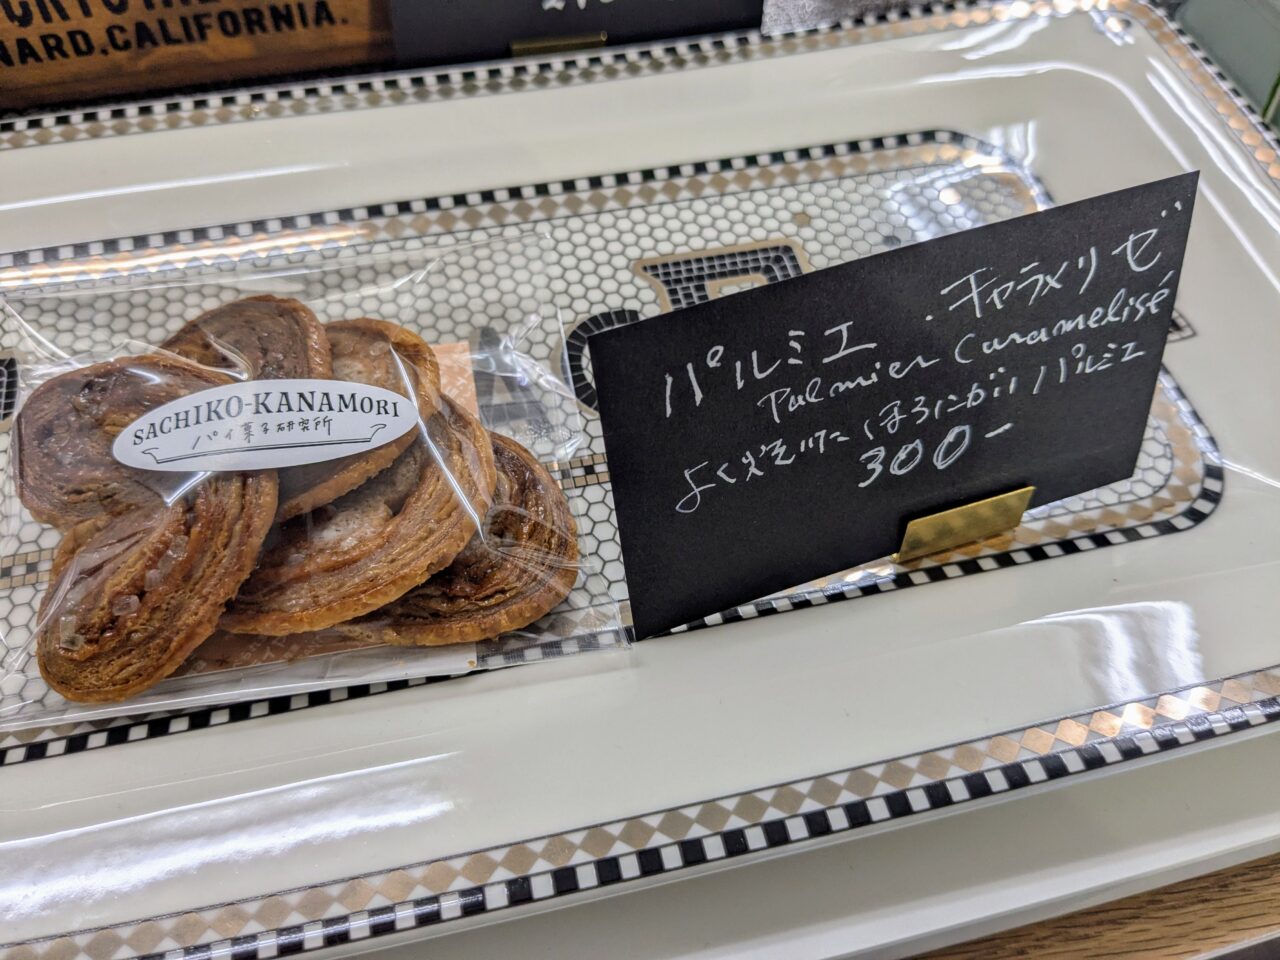 NARD.CALIFORNIA.
SACHIKO-KANAMORI
パイ菓子研究所
パルミエ・キャラメリゼ
Palmier Caramelisé
よく焼いた ほろにがいパルミエ
300-